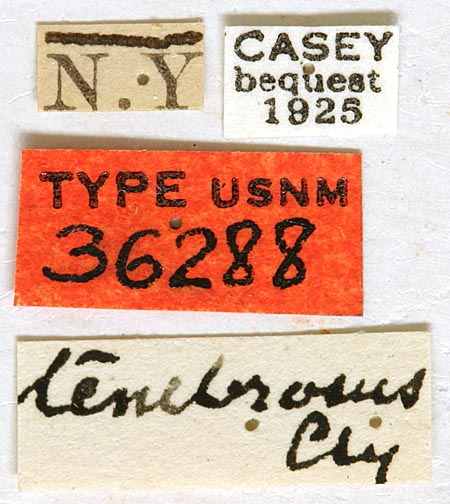 N.Y
CASEY
bequest
1925
TYPE USNM
36288
tenebrosus
Csy